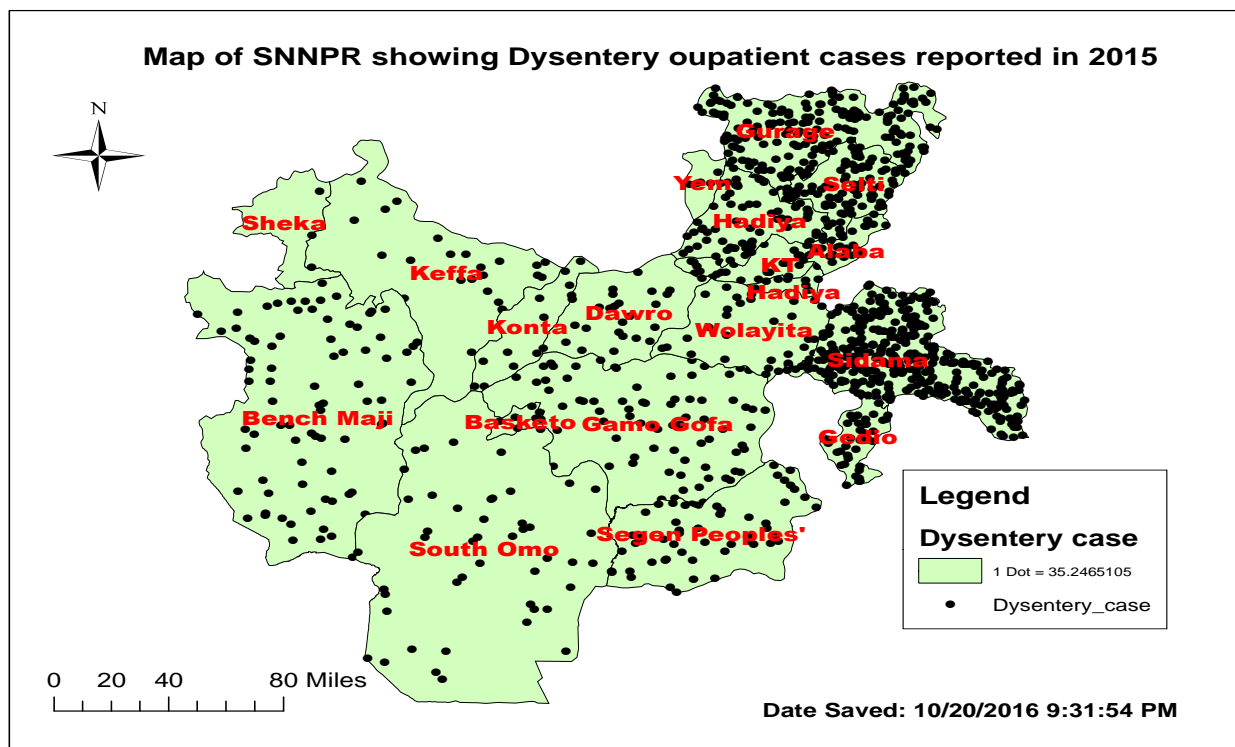 Map of SNNPR showing Dysentery oupatient cases reported in 2015
N
Gurage
Yem
Selti
Sheka
Hadiya
Alaba
KT
Keffa
Hadiya
Konta
Dawro
Wolayita
Sidama
Bench Maji
Basketo
Gamo Gofa
Gedio
Legend
Dysentery case
1 Dot = 35.2465105
Dysentery_case
Segen Peoples'
South Omo
0 20 40 80 Miles
Date Saved: 10/20/2016 9:31:54 PM